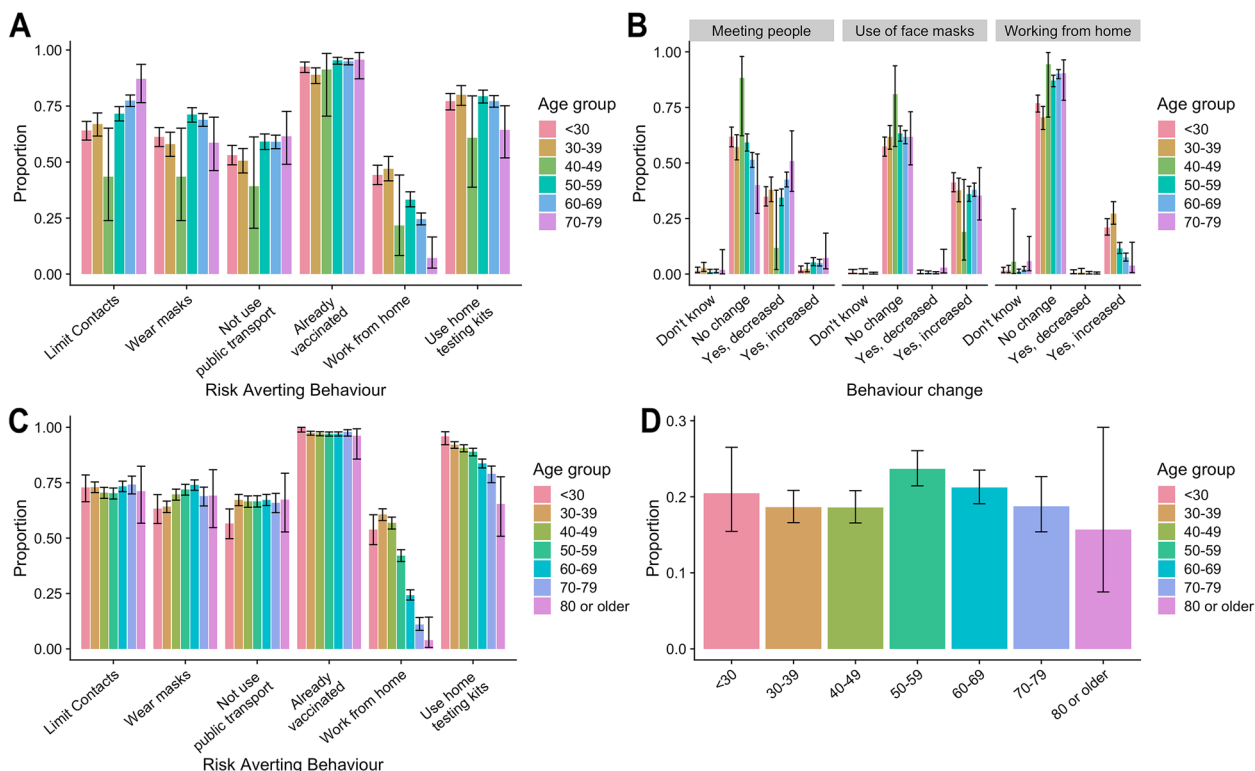 A
Proportion
1.00
0.75
0.50
0.25
0.00
Limit Contacts
Wear masks
Not use
public transport
Already
vaccinated
Work from home
Use home
testing kits
Risk Averting Behaviour
Age group
<30
30-39
40-49
50-59
60-69
70-79
B
Meeting people
Use of face masks
Working from home
Proportion
1.00
0.75
0.50
0.25
0.00
Don't know
No change
Yes, decreased
Yes, increased
Don't know
No change
Yes, decreased
Yes, increased
Don't know
No change
Yes, decreased
Yes, increased
Behaviour change
Age group
<30
30-39
40-49
50-59
60-69
70-79
C
Proportion
1.00
0.75
0.50
0.25
0.00
Limit Contacts
Wear masks
Not use
public transport
Already
vaccinated
Work from home
Use home
testing kits
Risk Averting Behaviour
Age group
<30
30-39
40-49
50-59
60-69
70-79
80 or older
D
Proportion
0.3
0.2
0.1
0.0
<30
30-39
40-49
50-59
60-69
70-79
80 or older
Age group
<30
30-39
40-49
50-59
60-69
70-79
80 or older